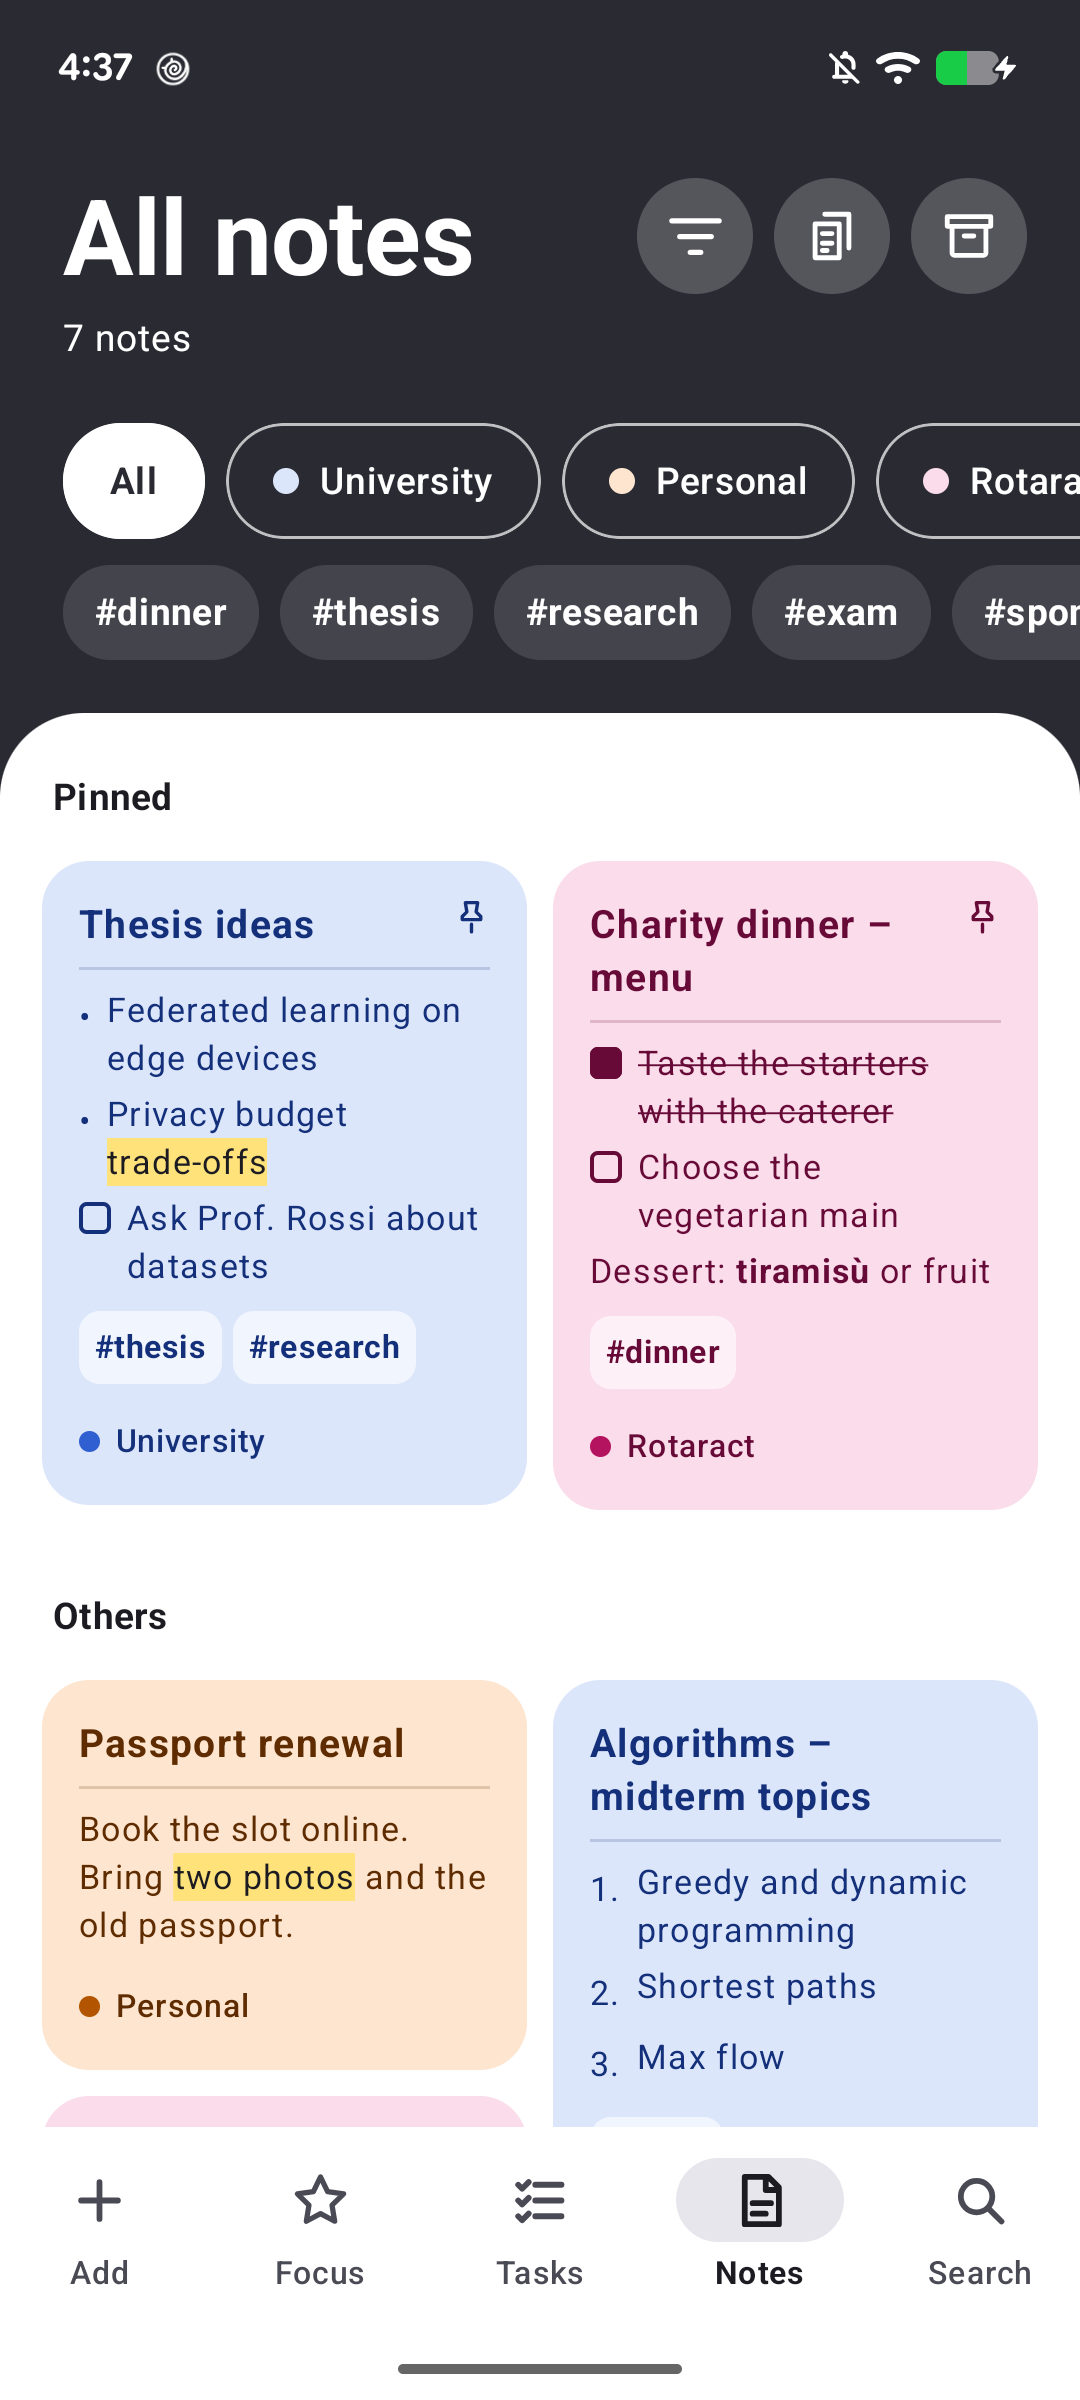 4:37
All notes
7 notes
All
University
Personal
Rotara
#dinner
#thesis
#research
#exam
#spor
Pinned
Thesis ideas
• Federated learning on
edge devices
• Privacy budget
trade-offs
Ask Prof. Rossi about
datasets
#thesis #research
University
Charity dinner –
menu
Taste the starters
with the caterer
Choose the
vegetarian main
Dessert: tiramisù or fruit
#dinner
Rotaract
Others
Passport renewal
Book the slot online.
Bring two photos and the
old passport.
Personal
Algorithms –
midterm topics
1. Greedy and dynamic
programming
2. Shortest paths
3. Max flow
Add
Focus
Tasks
Notes
Search